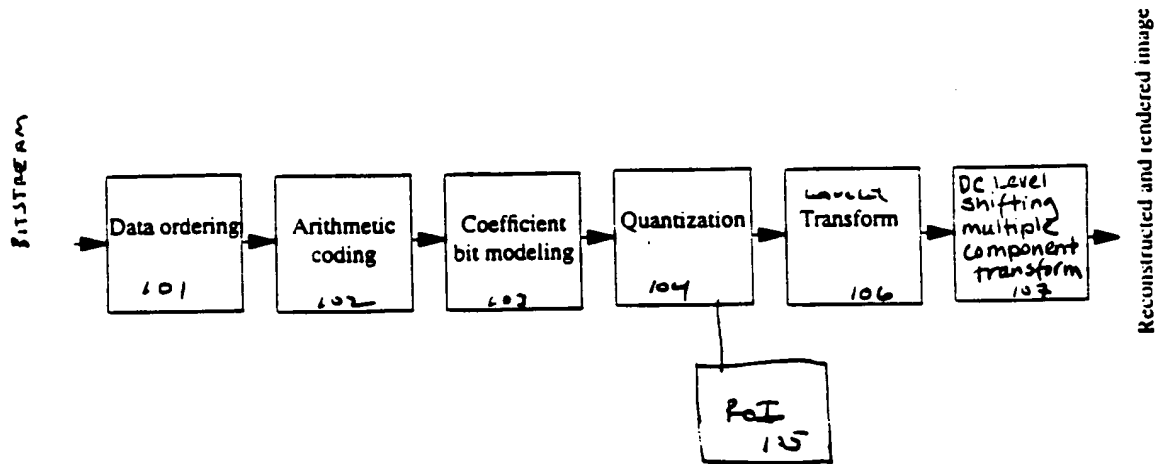 BITSTREAM
Data ordering
101
Arithmetic
coding
102
Coefficient
bit modeling
103
Quantization
104
wavelet
Transform
106
DC Level
shifting
multiple
component
transform
107
Reconstructed and rendered image
RoI
105